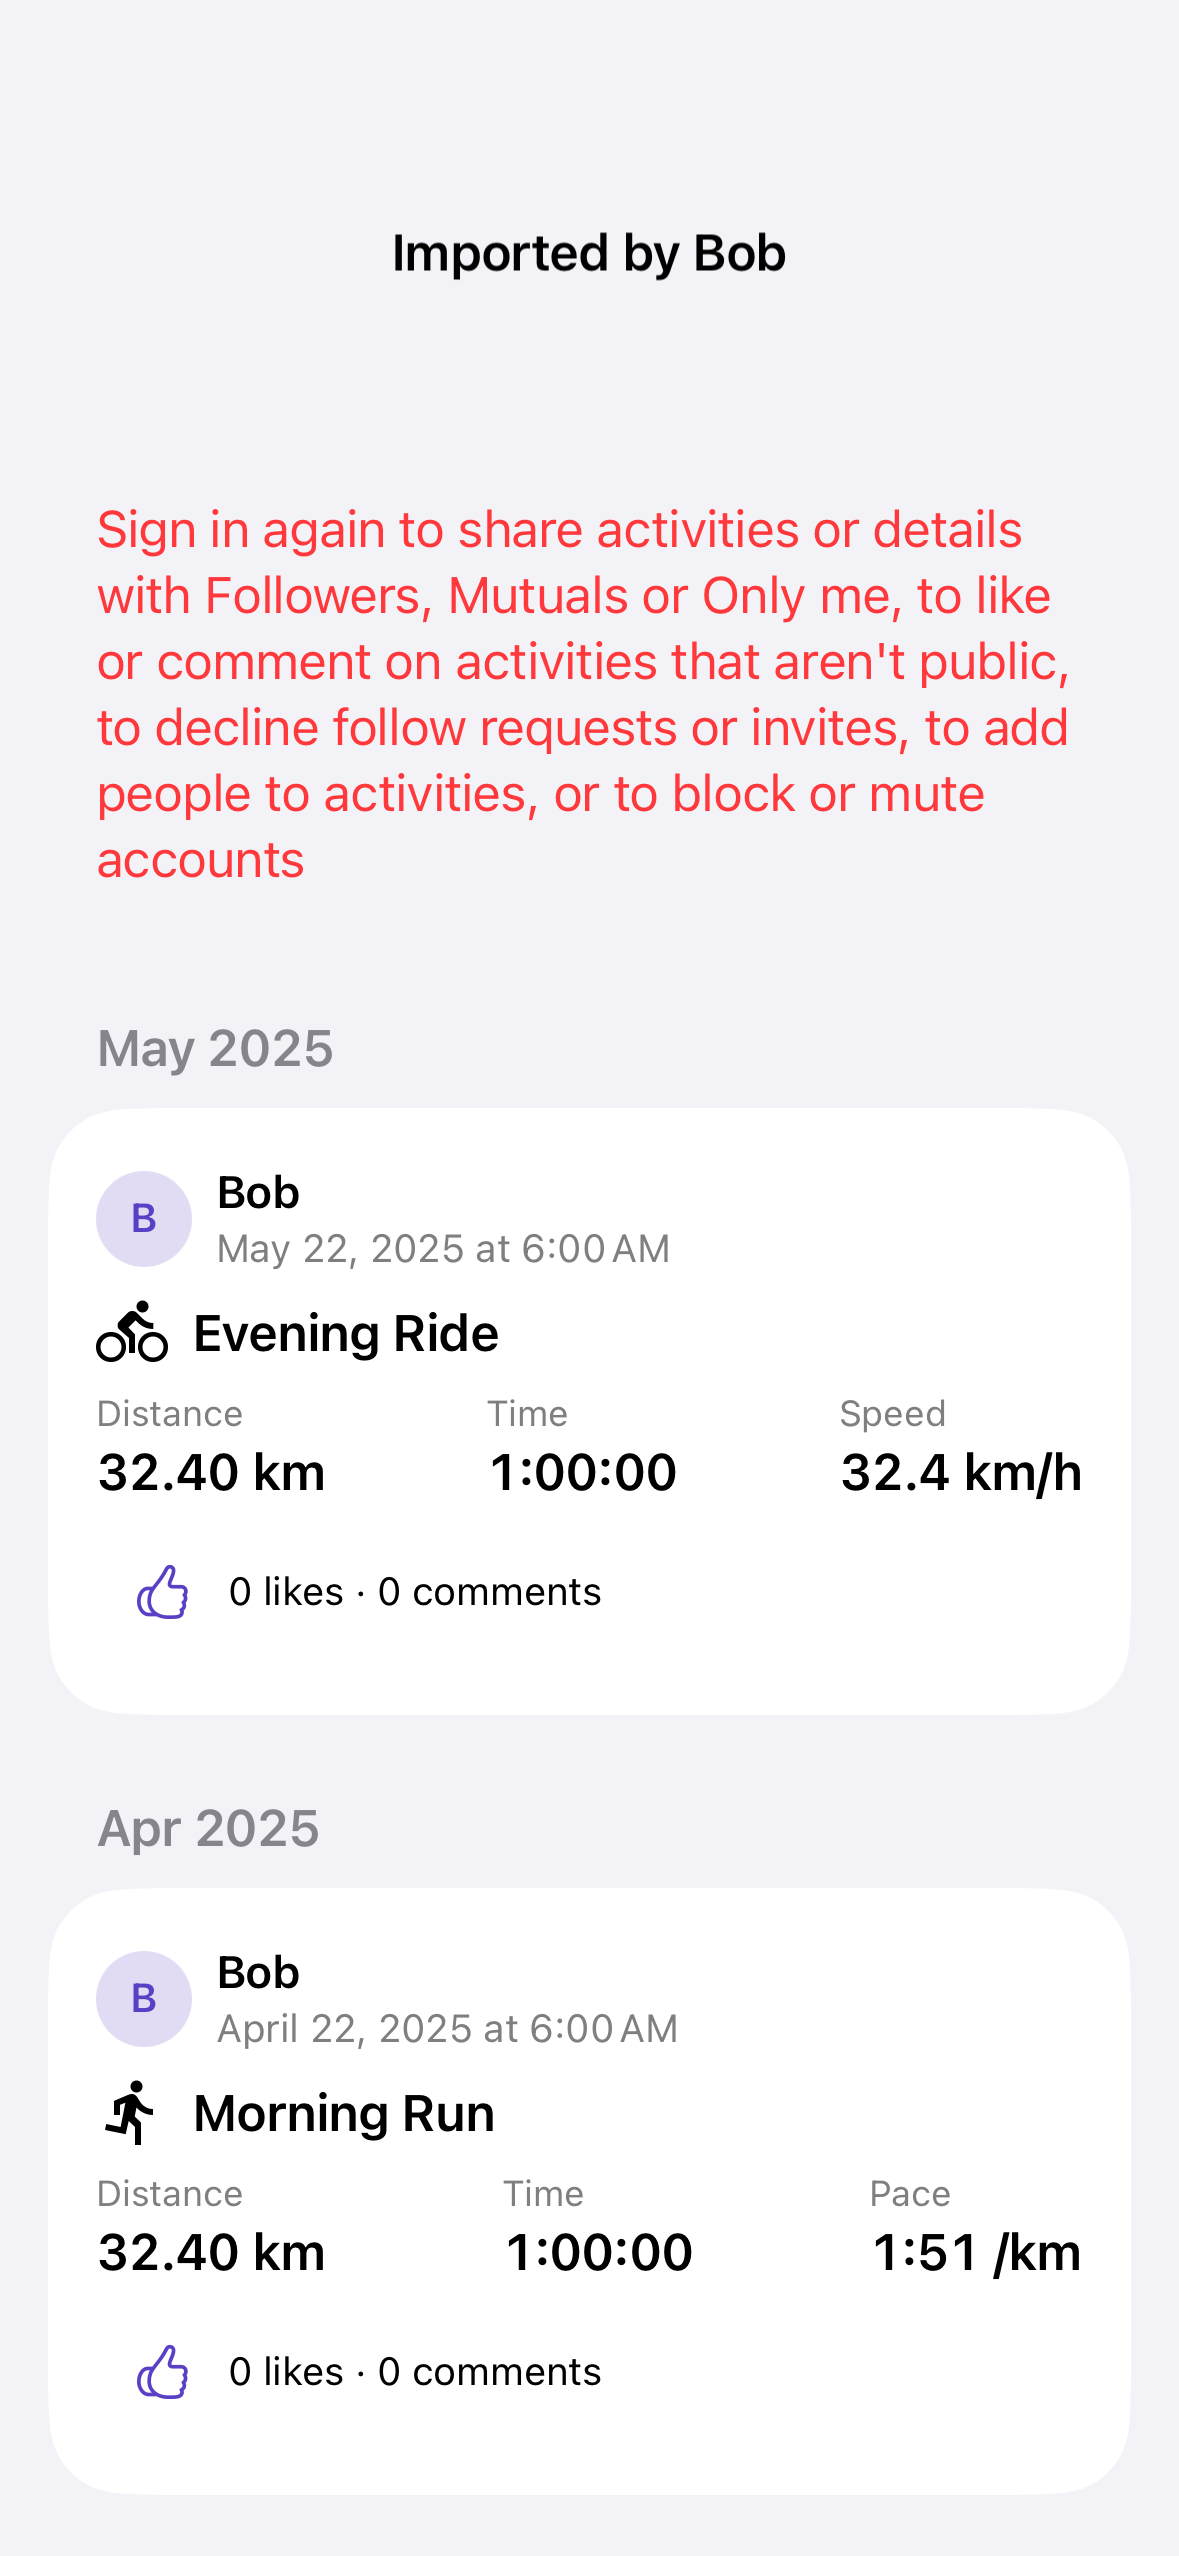 Imported by Bob
Sign in again to share activities or details
with Followers, Mutuals or Only me, to like
or comment on activities that aren't public,
to decline follow requests or invites, to add
people to activities, or to block or mute
accounts
May 2025
B
Bob
May 22, 2025 at 6:00 AM
Evening Ride
Distance Time Speed
32.40 km 1:00:00 32.4 km/h
0 likes · 0 comments
Apr 2025
B
Bob
April 22, 2025 at 6:00 AM
Morning Run
Distance Time Pace
32.40 km 1:00:00 1:51 /km
0 likes · 0 comments